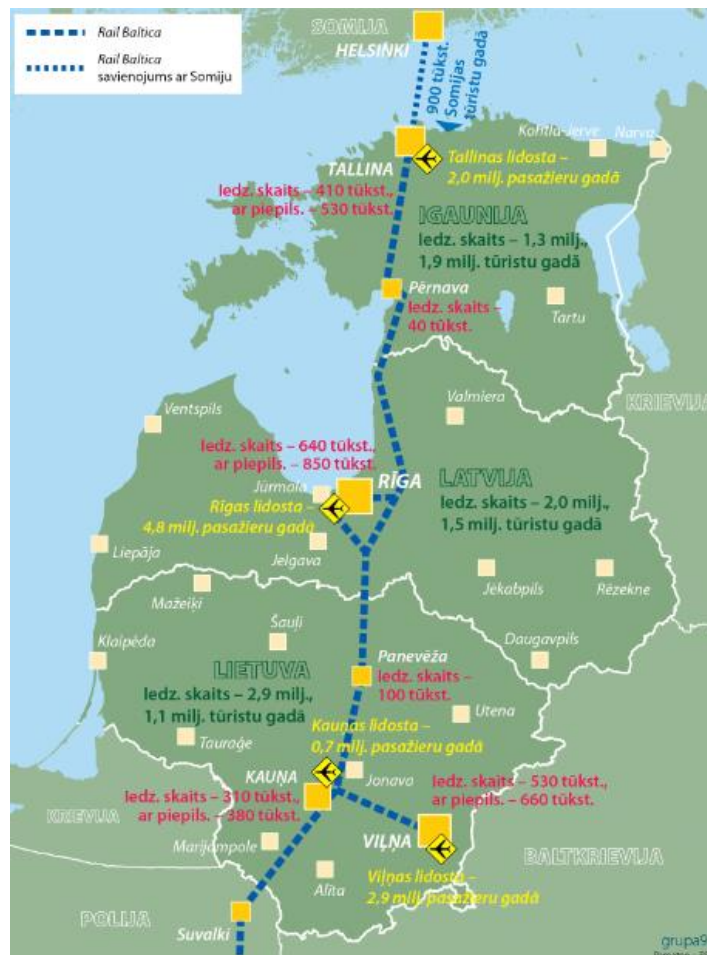 Rail Baltica
Rail Baltica
savienojums ar Somiju
SOMIJA
HELSINKI
900 tūkst.
Somijas
tūristu gadā
TALLINA
Kohtla-Jerve
Narva
Tallinas lidosta –
2,0 milj. pasažieru gadā
Iedz. skaits – 410 tūkst.,
ar piepils. – 530 tūkst.
IGAUNIJA
Iedz. skaits – 1,3 milj.,
1,9 milj. tūristu gadā
Pērnava
Iedz. skaits –
40 tūkst.
Tartu
Valmiera
KRIEVIJA
Ventspils
Iedz. skaits – 640 tūkst.,
ar piepils. – 850 tūkst.
RĪGA
Jūrmala
Rīgas lidosta –
4,8 milj. pasažieru gadā
LATVIJA
Iedz. skaits – 2,0 milj.,
1,5 milj. tūristu gadā
Liepāja
Jelgava
Jēkabpils
Rēzekne
Mažeiķi
Šauļi
Daugavpils
Klaipēda
Panevēža
Iedz. skaits –
100 tūkst.
LIETUVA
Iedz. skaits – 2,9 milj.,
1,1 milj. tūristu gadā
Utena
Tauraģe
Kauņas lidosta –
0,7 milj. pasažieru gadā
KAUŅA
Jonava
Iedz. skaits – 310 tūkst.,
ar piepils. – 380 tūkst.
Iedz. skaits – 530 tūkst.,
ar piepils. – 660 tūkst.
KRIEVIJA
Marijampole
VIĻŅA
BALTKRIEVIJA
Alīta
Viļņas lidosta –
2,9 milj. pasažieru gadā
POLIJA
Suvalki
grupa9